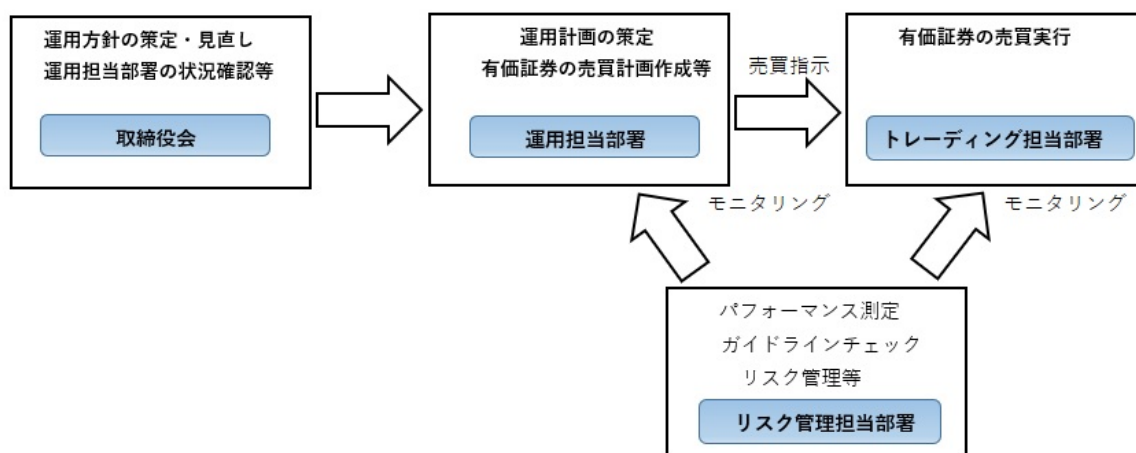 運用方針の策定・見直し
運用担当部署の状況確認等
取締役会
運用計画の策定
有価証券の売買計画作成等
運用担当部署
売買指示
有価証券の売買実行
トレーディング担当部署
モニタリング
モニタリング
パフォーマンス測定
ガイドラインチェック
リスク管理等
リスク管理担当部署